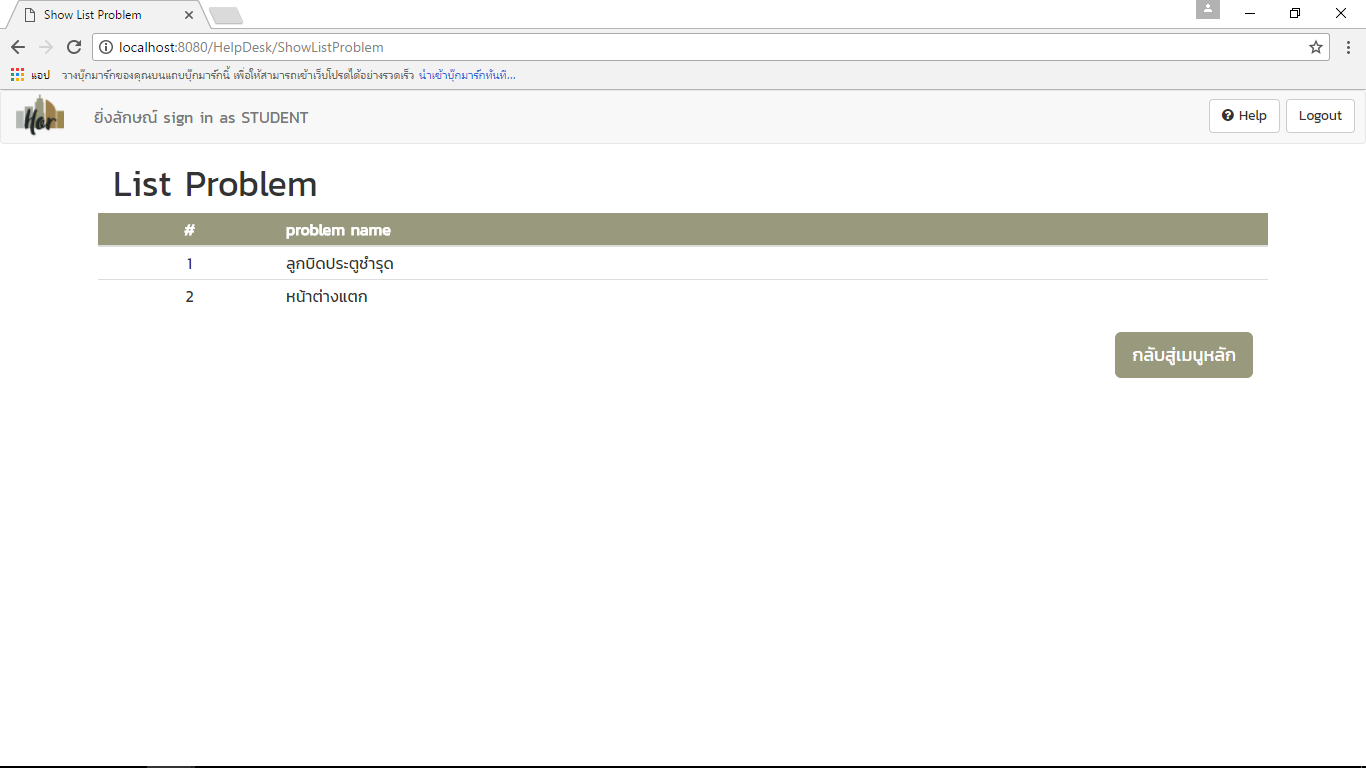 Show List Problem
localhost:8080/HelpDesk/ShowListProblem
แอป วางบุ๊กมาร์กของคุณบนแถบบุ๊กมาร์กนี้ เพื่อให้สามารถเข้าเว็บโปรดได้อย่างรวดเร็ว นำเข้าบุ๊กมาร์กทันที...
Hor ยิ่งลักษณ์ sign in as STUDENT Help Logout
List Problem
# problem name
1 ลูกบิดประตูชำรุด
2 หน้าต่างแตก
กลับสู่เมนูหลัก